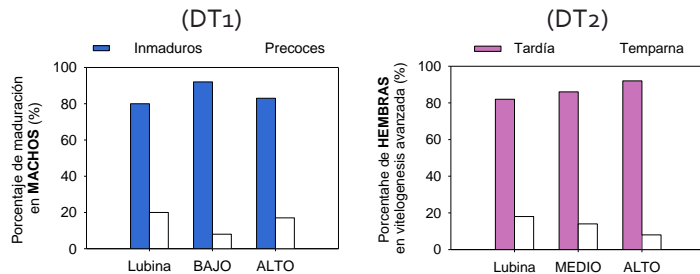 (DT1)
Inmaduros Precoces
Porcentaje de maduración
en MACHOS (%)
100
80
60
40
20
0
Lubina BAJO ALTO
(DT2)
Tardía Temparna
Porcentahe de HEMBRAS
en vitelogenesis avanzada (%)
100
80
60
40
20
0
Lubina MEDIO ALTO